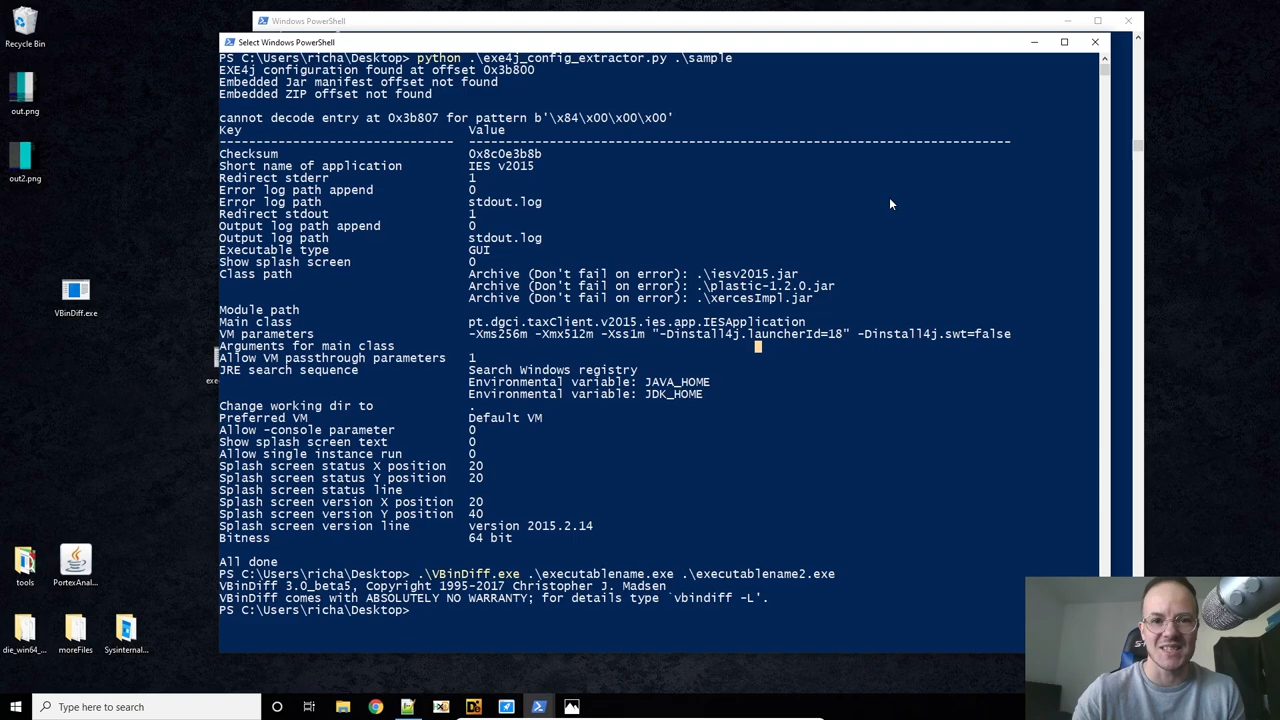 Windows PowerShell
Select Windows PowerShell
PS C:\Users\richa\Desktop> python .\exe4j_config_extractor.py .\sample
EXE4j configuration found at offset 0x3b800
Embedded Jar manifest offset not found
Embedded ZIP offset not found
cannot decode entry at 0x3b807 for pattern b'\x84\x00\x00\x00'
Key Value
------------------------------- -------------------------------------------------------------------------
Checksum 0x8c0e3b8b
Short name of application IES v2015
Redirect stderr 1
Error log path append 0
Error log path stdout.log
Redirect stdout 1
Output log path append 0
Output log path stdout.log
Executable type GUI
Show splash screen 0
Class path Archive (Don't fail on error): .\iesv2015.jar
Archive (Don't fail on error): .\plastic-1.2.0.jar
Archive (Don't fail on error): .\xercesImpl.jar
Module path
Main class pt.dgci.taxClient.v2015.ies.app.IESApplication
VM parameters -Xms256m -Xmx512m -Xss1m "-Dinstall4j.launcherId=18" -Dinstall4j.swt=false
Arguments for main class
Allow VM passthrough parameters 1
JRE search sequence Search Windows registry
Environmental variable: JAVA_HOME
Environmental variable: JDK_HOME
Change working dir to .
Preferred VM Default VM
Allow -console parameter 0
Show splash screen text 0
Allow single instance run 0
Splash screen status X position 20
Splash screen status Y position 20
Splash screen status line
Splash screen version X position 20
Splash screen version Y position 40
Splash screen version line version 2015.2.14
Bitness 64 bit
All done
PS C:\Users\richa\Desktop> .\VBinDiff.exe .\executablename.exe .\executablename2.exe
VBinDiff 3.0_beta5, Copyright 1995-2017 Christopher J. Madsen
VBinDiff comes with ABSOLUTELY NO WARRANTY; for details type `vbindiff -L'.
PS C:\Users\richa\Desktop>
Recycle Bin
out.png
out2.png
VBinDiff.exe
exe
tools
PortexAnal...
die_win64_...
moreFiles
Sysinternal...
Type here to search